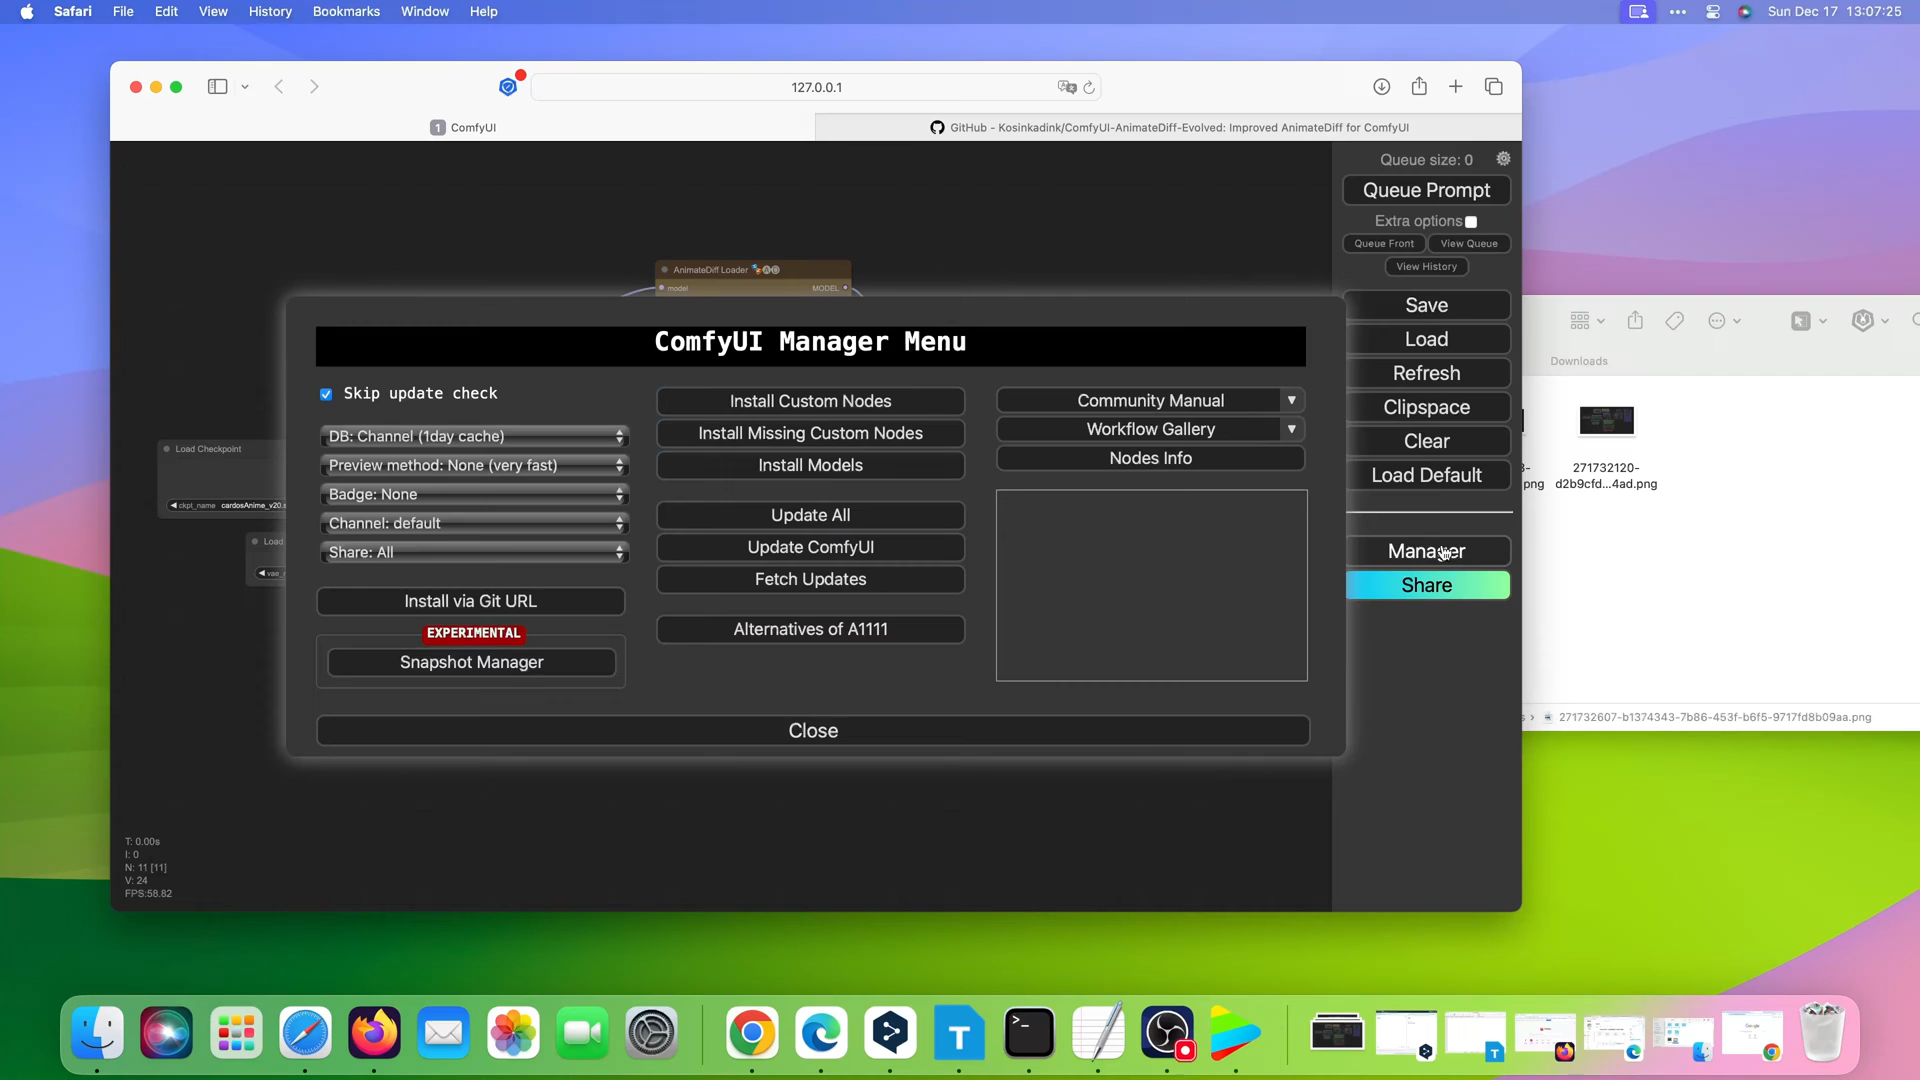 Safari File Edit View History Bookmarks Window Help
Sun Dec 17 13:07:25
127.0.0.1
1 ComfyUI
GitHub - Kosinkadink/ComfyUI-AnimateDiff-Evolved: Improved AnimateDiff for ComfyUI
Queue size: 0
Queue Prompt
Extra options
Queue Front View Queue
View History
Save
Load
Refresh
Clipspace
Clear
Load Default
Manager
Share
AnimateDiff Loader
model MODEL
Load Checkpoint
ckpt_name cardosAnime_v20.s
Load
vae_n
ComfyUI Manager Menu
Skip update check
DB: Channel (1day cache)
Preview method: None (very fast)
Badge: None
Channel: default
Share: All
Install via Git URL
EXPERIMENTAL
Snapshot Manager
Install Custom Nodes
Install Missing Custom Nodes
Install Models
Update All
Update ComfyUI
Fetch Updates
Alternatives of A1111
Community Manual
Workflow Gallery
Nodes Info
Close
T: 0.00s
I: 0
N: 11 [11]
V: 24
FPS:58.82
Downloads
3-
png
271732120-
d2b9cfd...4ad.png
s › 271732607-b1374343-7b86-453f-b6f5-9717fd8b09aa.png